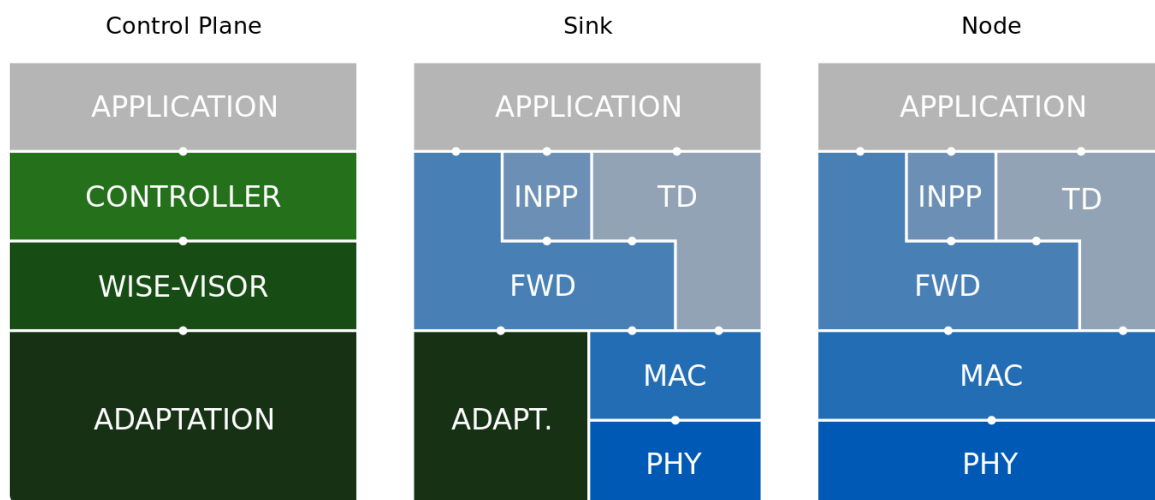 Control Plane
APPLICATION
CONTROLLER
WISE-VISOR
ADAPTATION
Sink
APPLICATION
INPP
TD
FWD
ADAPT.
MAC
PHY
Node
APPLICATION
INPP
TD
FWD
MAC
PHY